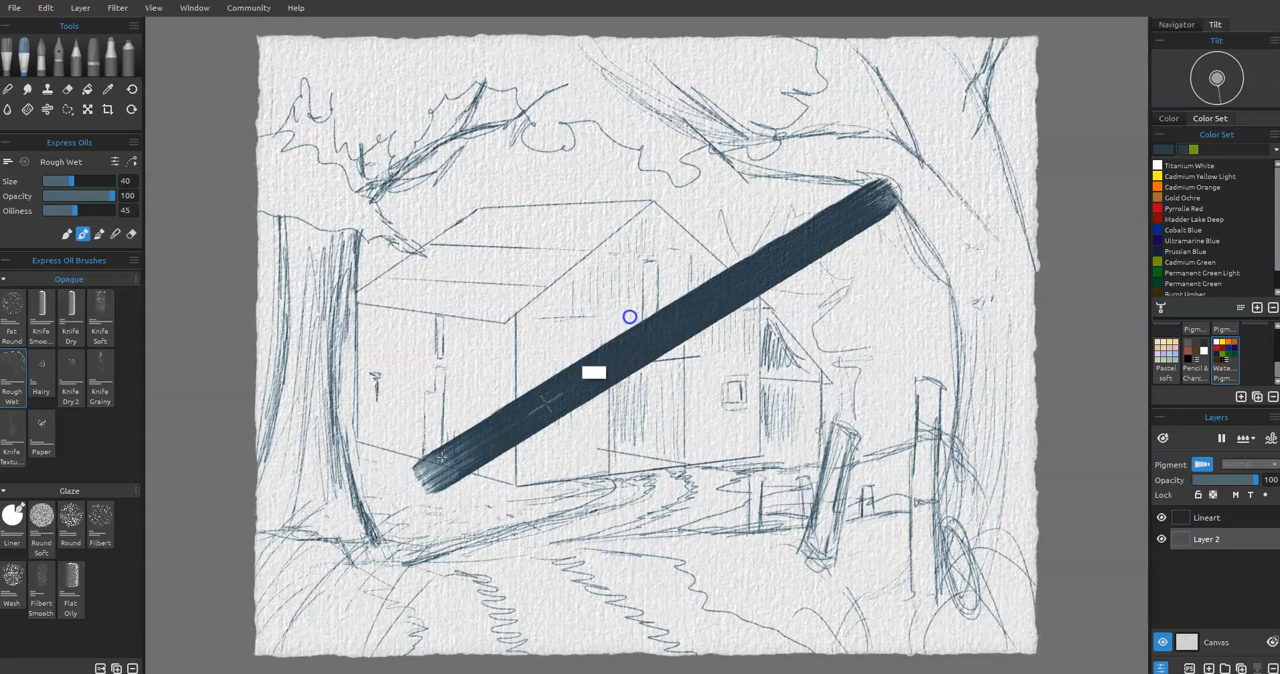 File Edit Layer Filter View Window Community Help
Tools
Express Oils
Rough Wet
Size 40
Opacity 100
Oiliness 45
Express Oil Brushes
Opaque
Fat Round
Knife Smoo...
Knife Dry
Knife Soft
Rough Wet
Hairy
Knife Dry 2
Knife Grainy
Knife Textu...
Paper
Glaze
Liner
Round Soft
Round
Filbert
Wash
Filbert Smooth
Flat Oily
Navigator Tilt
Tilt
Color Color Set
Color Set
Titanium White
Cadmium Yellow Light
Cadmium Orange
Gold Ochre
Pyrrolle Red
Madder Lake Deep
Cobalt Blue
Ultramarine Blue
Prussian Blue
Cadmium Green
Permanent Green Light
Permanent Green
Burnt Umber
Pigm... Pigm...
Pastel soft
Pencil & Charc...
Wate... Pigm...
Layers
Pigment Normal
Opacity 100
Lock M T
Lineart
Layer 2
Canvas
PS